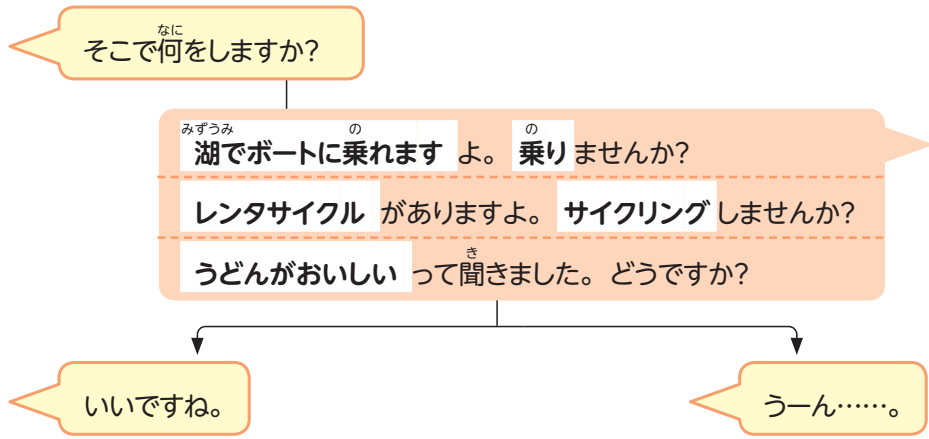 そこで何をしますか?
湖でボートに乗れます よ。 乗り ませんか?
レンタサイクル がありますよ。 サイクリング しませんか?
うどんがおいしい って聞きました。どうですか?
いいですね。
うーん……。